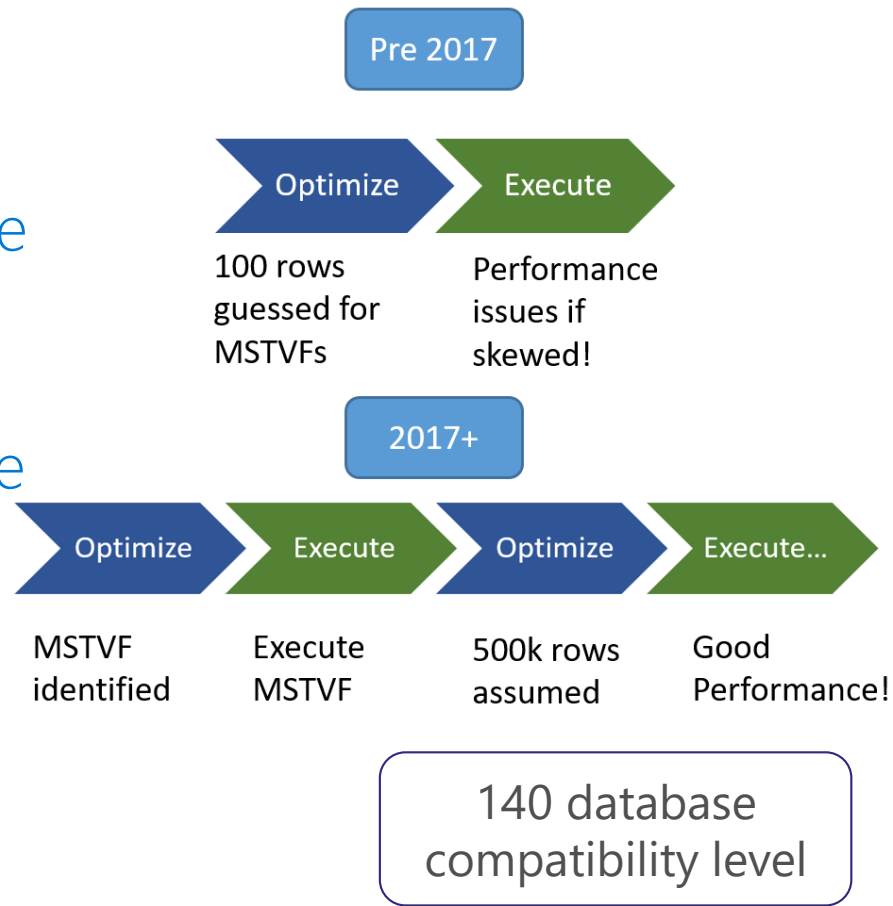 Pre 2017
Optimize
Execute
e
100 rows
guessed for
MSTVFs
Performance
issues if
skewed!
2017+
e
Optimize
Execute
Optimize
Execute...
MSTVF
identified
Execute
MSTVF
500k rows
assumed
Good
Performance!
140 database
compatibility level